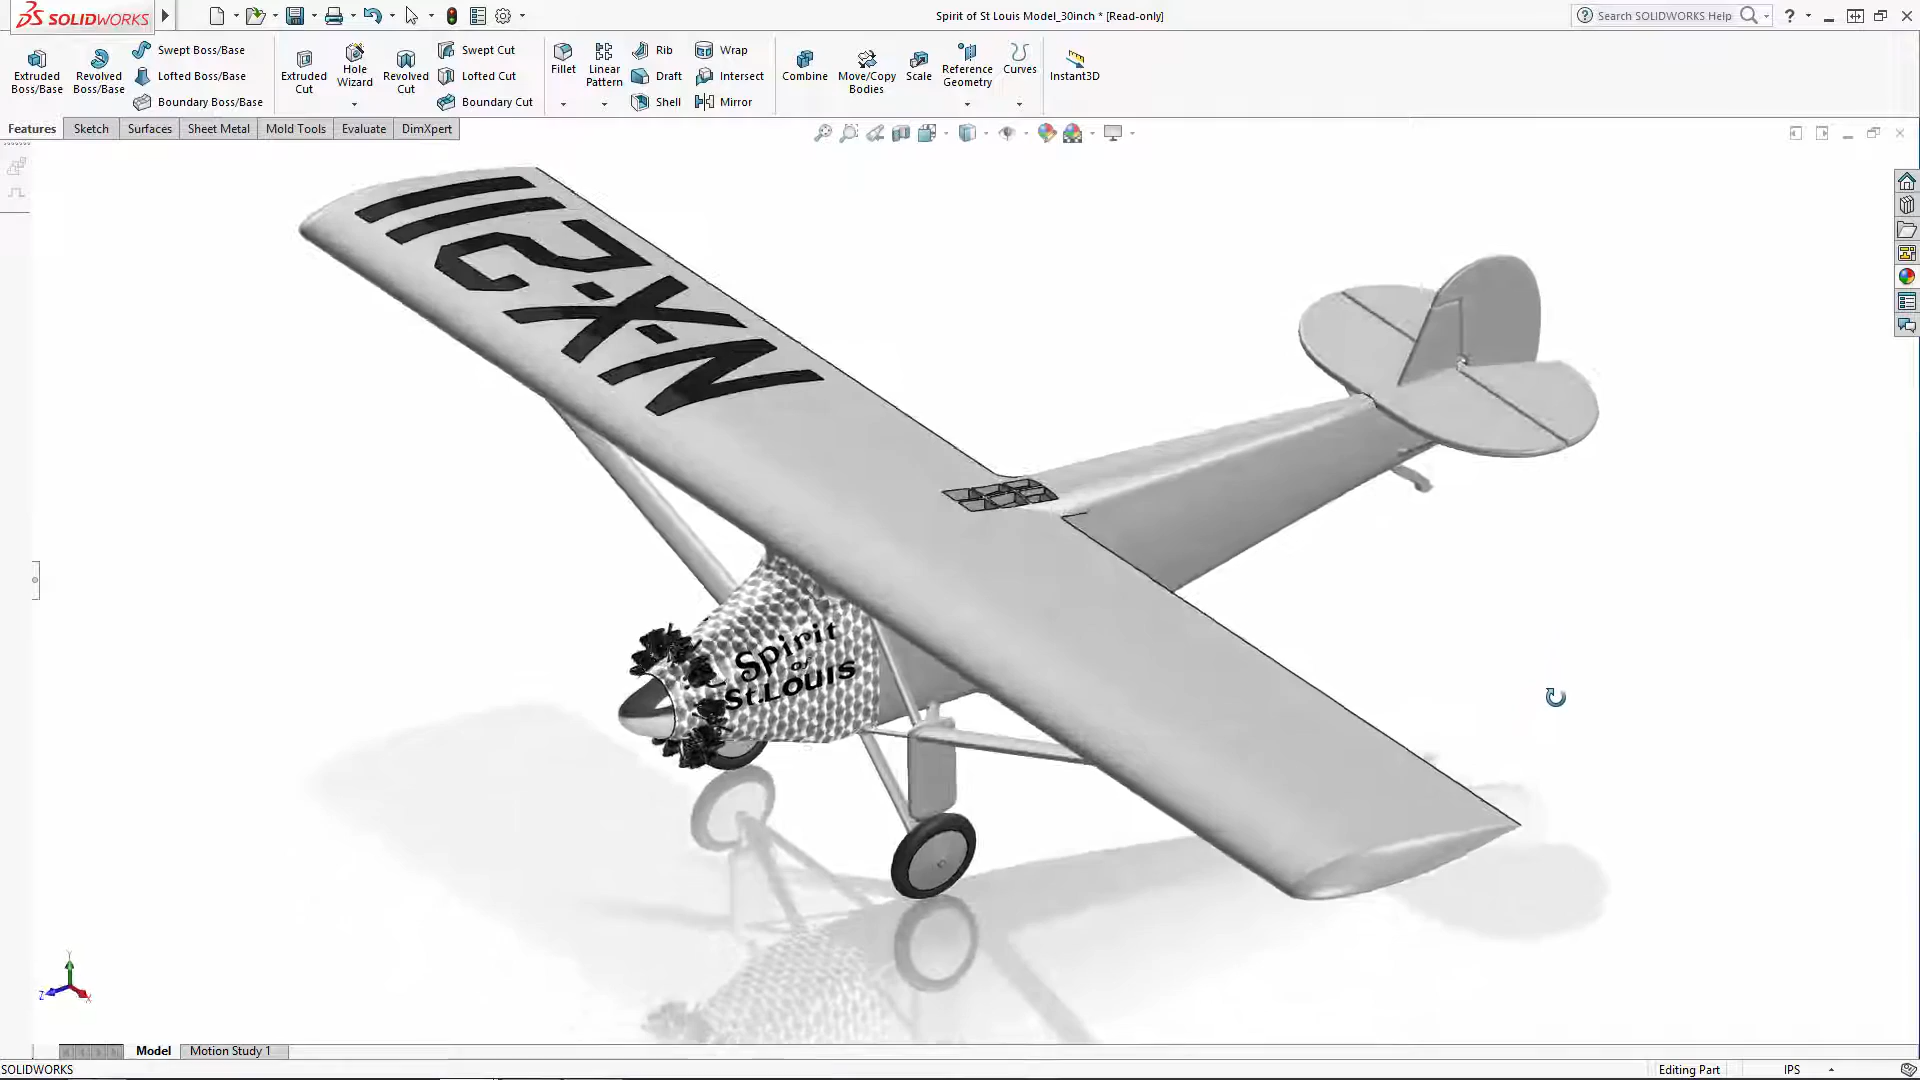 SOLIDWORKS
Spirit of St Louis Model_30inch * [Read-only]
Search SOLIDWORKS Help
?
Extruded Boss/Base
Revolved Boss/Base
Swept Boss/Base
Lofted Boss/Base
Boundary Boss/Base
Extruded Cut
Hole Wizard
Revolved Cut
Swept Cut
Lofted Cut
Boundary Cut
Fillet
Linear Pattern
Rib
Draft
Shell
Wrap
Intersect
Mirror
Combine
Move/Copy Bodies
Scale
Reference Geometry
Curves
Instant3D
Features
Sketch
Surfaces
Sheet Metal
Mold Tools
Evaluate
DimXpert
N-X-211
Spirit
of
St.Louis
Y
Z
X
Model
Motion Study 1
SOLIDWORKS
Editing Part
IPS